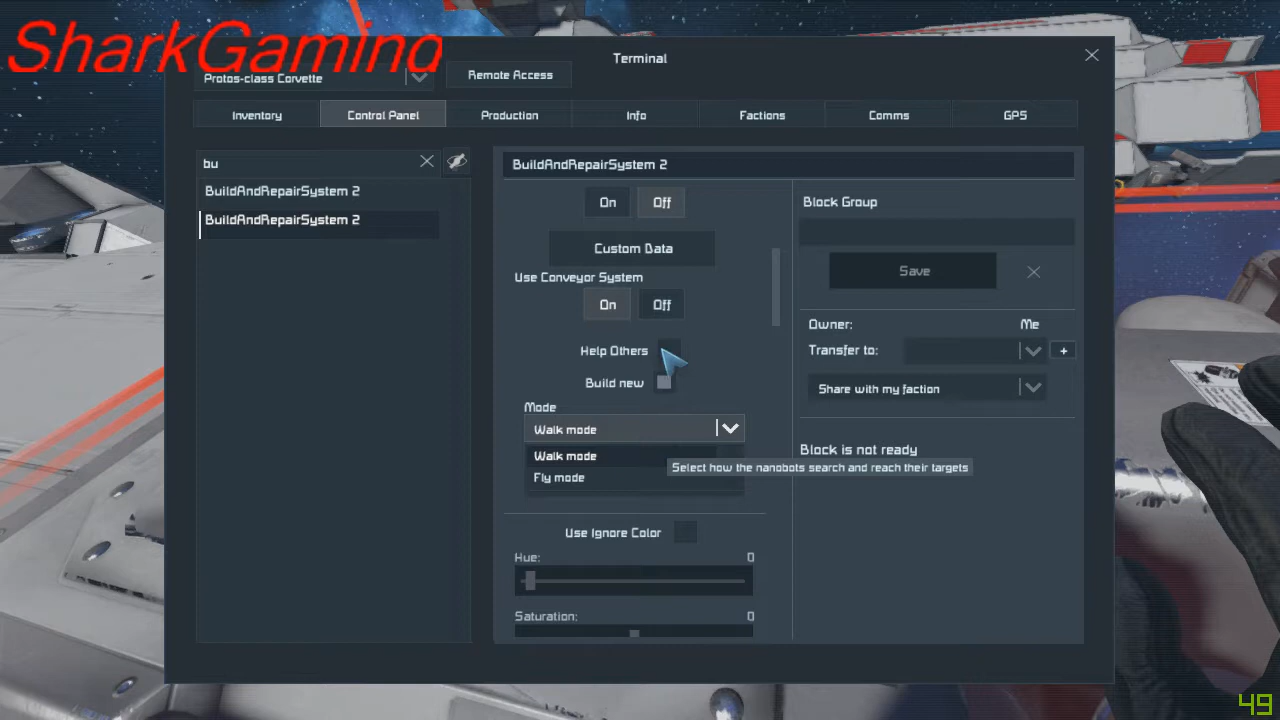 SharkGaming
Terminal
Protos-class Corvette
Remote Access
Inventory
Control Panel
Production
Info
Factions
Comms
GPS
bu
BuildAndRepairSystem 2
BuildAndRepairSystem 2
BuildAndRepairSystem 2
On
Off
Custom Data
Use Conveyor System
On
Off
Help Others
Build new
Mode
Walk mode
Walk mode
Fly mode
Select how the nanobots search and reach their targets
Use Ignore Color
Hue: 0
Saturation: 0
Block Group
Save
Owner: Me
Transfer to:
+
Share with my faction
Block is not ready
49